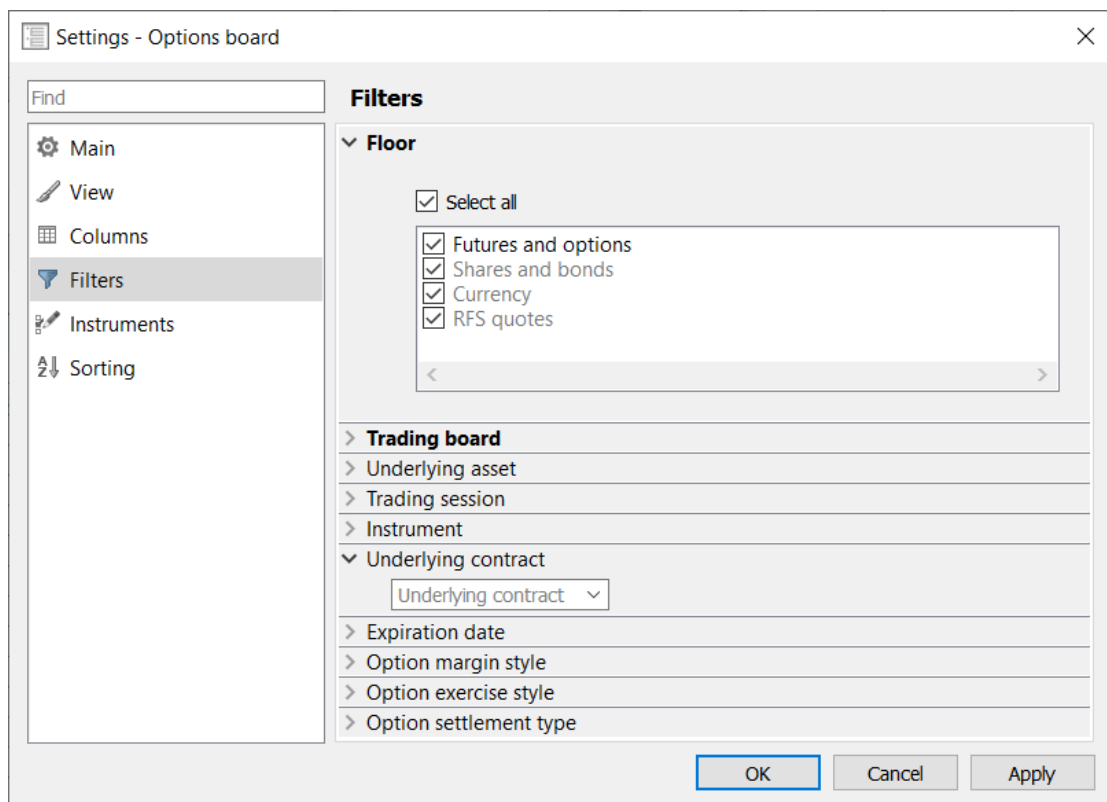 Settings - Options board
Find
Main
View
Columns
Filters
Instruments
Sorting
Filters
Floor
Select all
Futures and options
Shares and bonds
Currency
RFS quotes
Trading board
Underlying asset
Trading session
Instrument
Underlying contract
Underlying contract
Expiration date
Option margin style
Option exercise style
Option settlement type
OK Cancel Apply